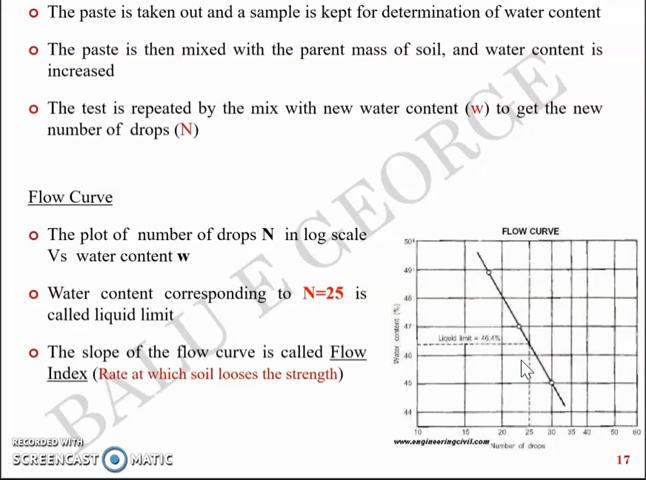 The paste is taken out and a sample is kept for determination of water content
The paste is then mixed with the parent mass of soil, and water content is
increased
The test is repeated by the mix with new water content (w) to get the new
number of drops (N)
Flow Curve
The plot of number of drops N in log scale
Vs water content w
Water content corresponding to N=25 is
called liquid limit
The slope of the flow curve is called Flow
Index (Rate at which soil looses the strength)
FLOW CURVE
50
49
48
47
46
45
44
Water content (%)
Liquid limit = 46.4%
10 15 20 25 30 35 40 50 60
www.engineeringcivil.com Number of drops
BALU E GEORGE
RECORDED WITH
SCREENCAST MATIC
17